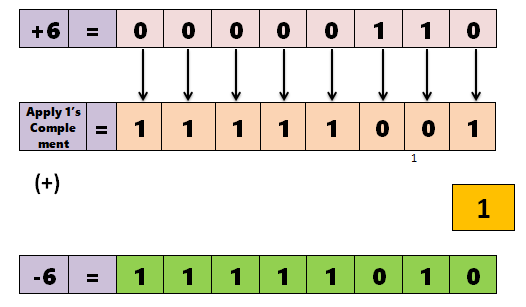 +6 = 0 0 0 0 0 1 1 0
Apply 1's
Comple
ment = 1 1 1 1 1 0 0 1
1
(+)
1
-6 = 1 1 1 1 1 0 1 0